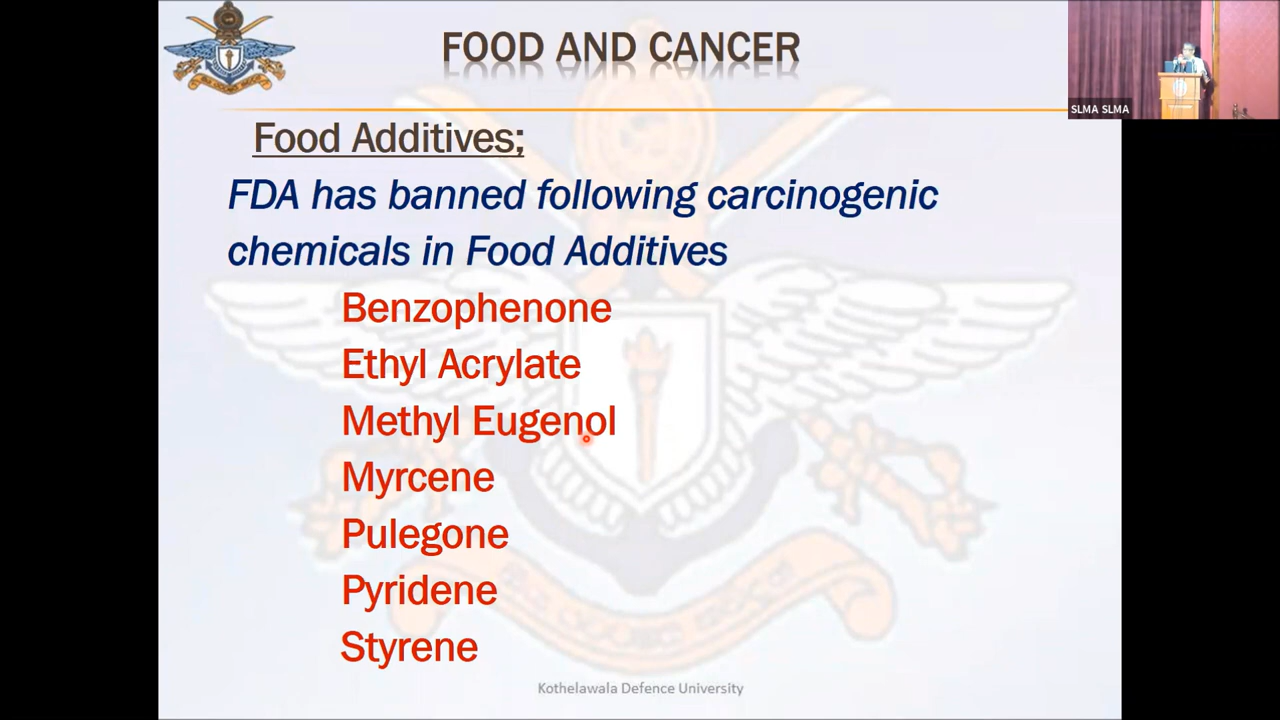 FOOD AND CANCER
SLMA SLMA
Food Additives;
FDA has banned following carcinogenic
chemicals in Food Additives
Benzophenone
Ethyl Acrylate
Methyl Eugenol
Myrcene
Pulegone
Pyridene
Styrene
Kothelawala Defence University